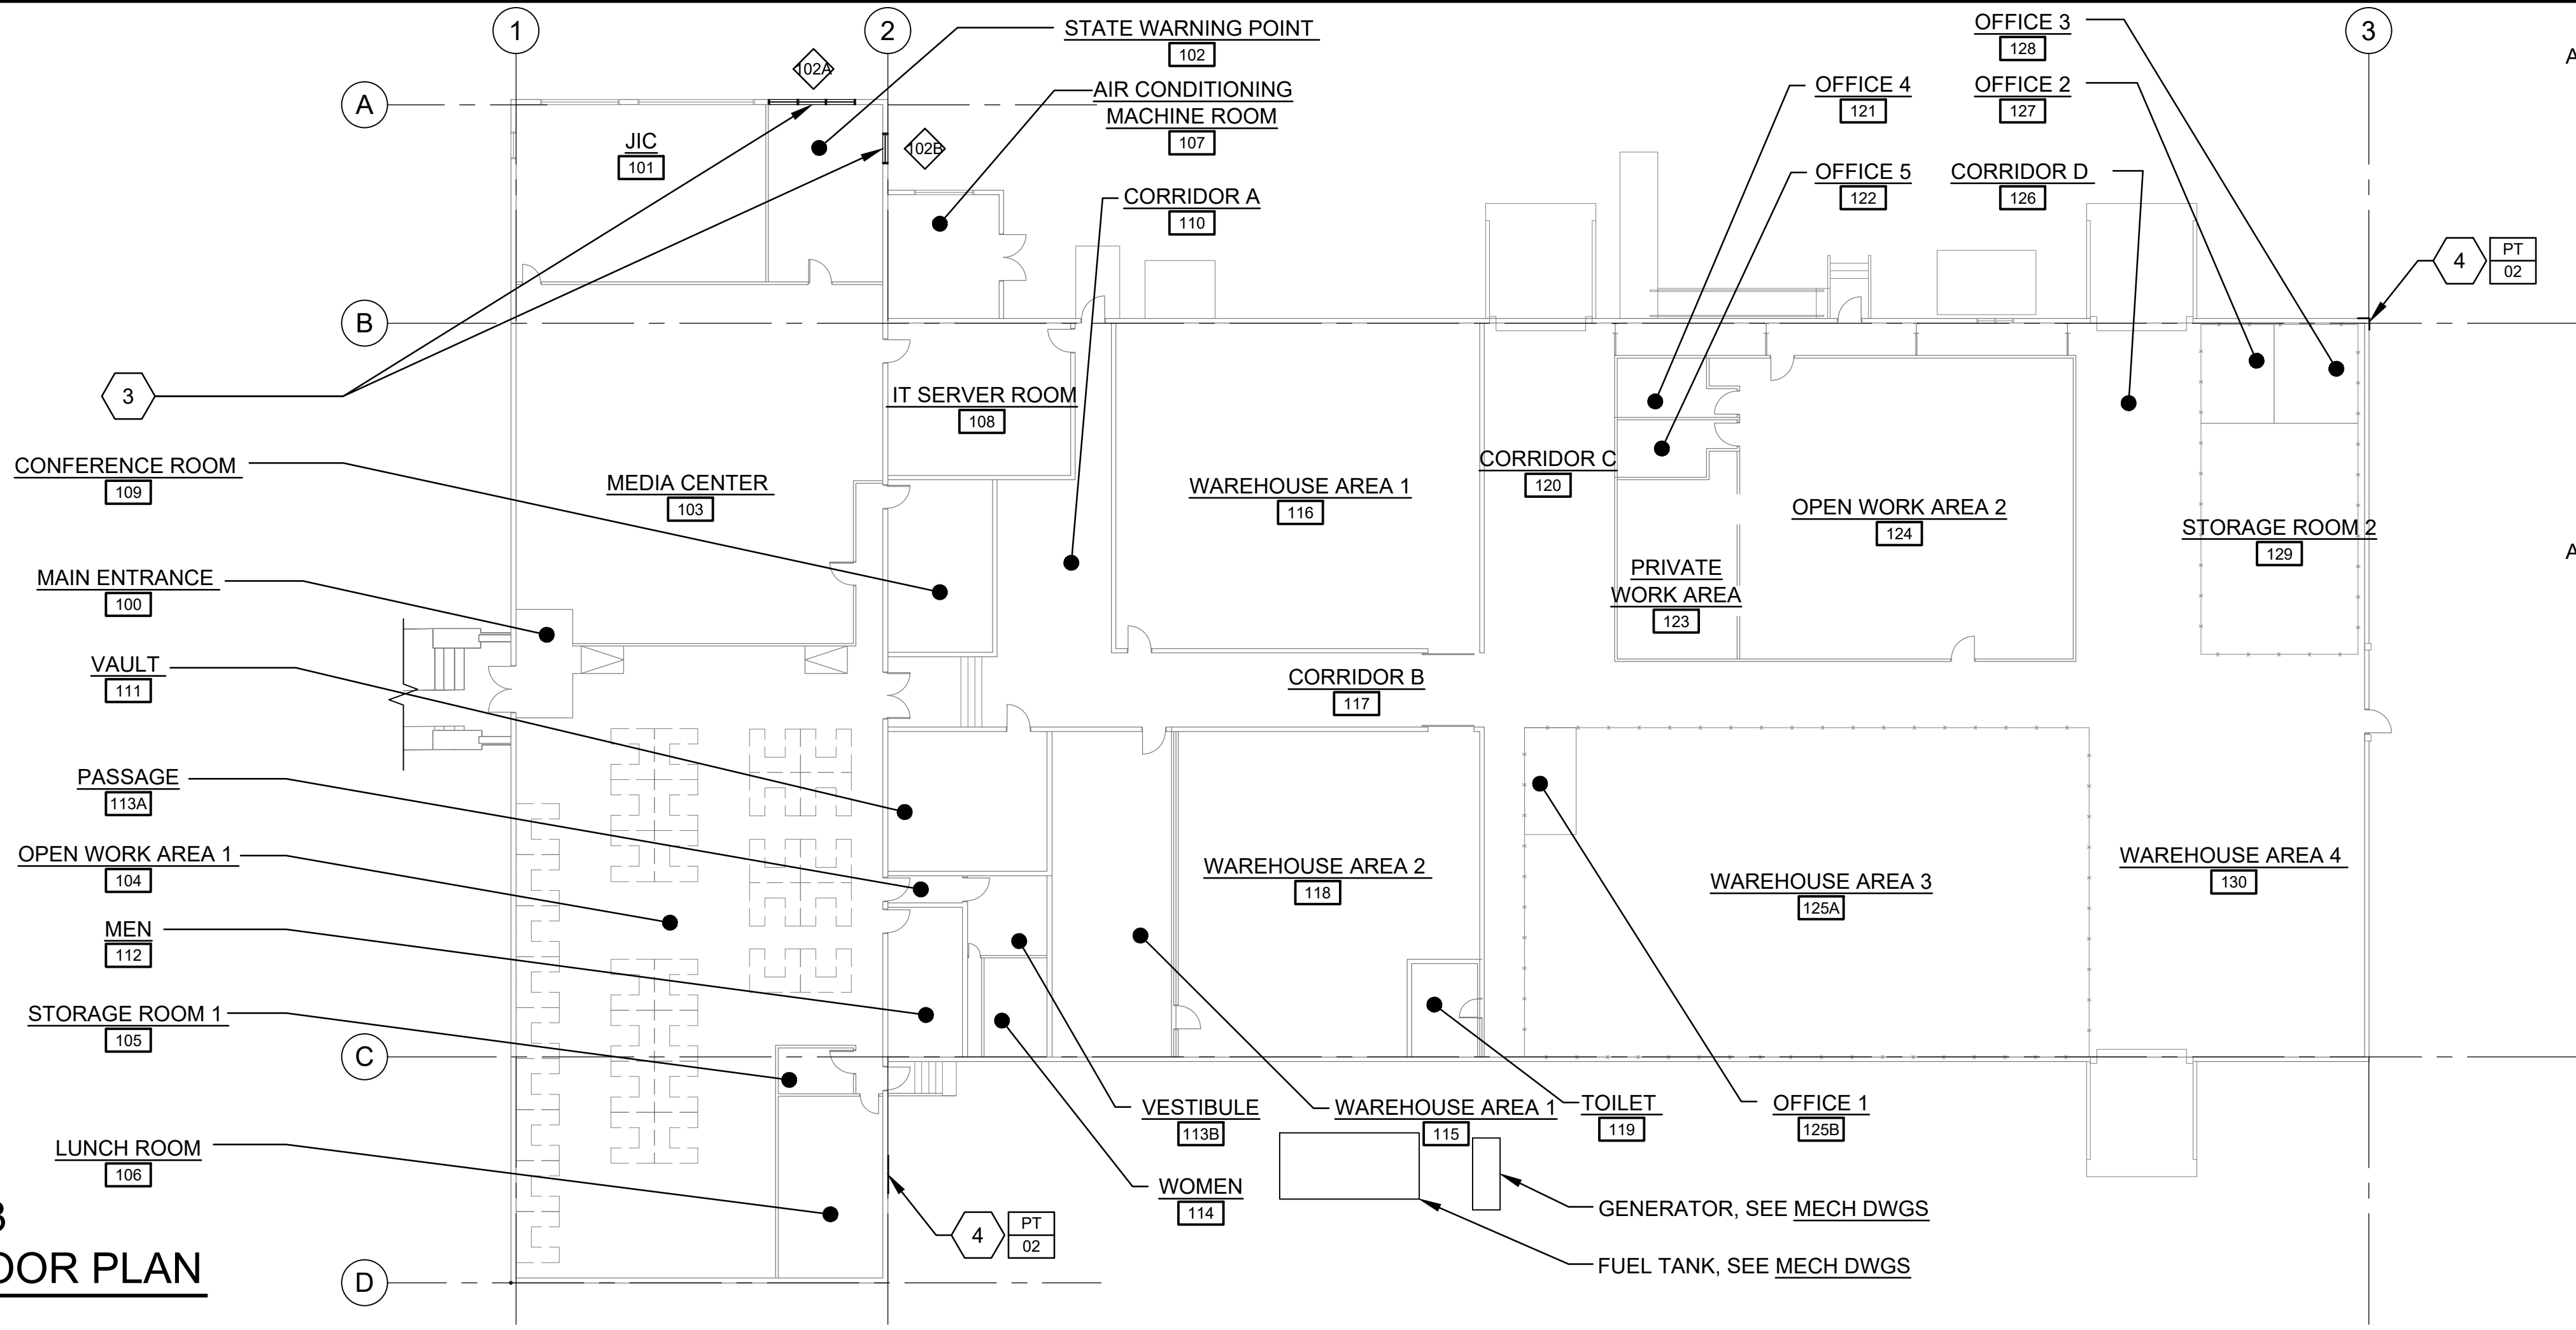 1
2
3
STATE WARNING POINT
102
OFFICE 3
128
A
102A
AIR CONDITIONING
MACHINE ROOM
107
OFFICE 4
121
OFFICE 2
127
A
JIC
101
102B
CORRIDOR A
110
OFFICE 5
122
CORRIDOR D
126
4
PT
02
B
3
IT SERVER ROOM
108
CONFERENCE ROOM
109
MEDIA CENTER
103
WAREHOUSE AREA 1
116
CORRIDOR C
120
OPEN WORK AREA 2
124
STORAGE ROOM 2
129
A
MAIN ENTRANCE
100
PRIVATE
WORK AREA
123
VAULT
111
CORRIDOR B
117
PASSAGE
113A
OPEN WORK AREA 1
104
WAREHOUSE AREA 2
118
WAREHOUSE AREA 3
125A
WAREHOUSE AREA 4
130
MEN
112
STORAGE ROOM 1
105
C
VESTIBULE
113B
WAREHOUSE AREA 1
115
TOILET
119
OFFICE 1
125B
LUNCH ROOM
106
WOMEN
114
4
PT
02
GENERATOR, SEE MECH DWGS
FUEL TANK, SEE MECH DWGS
OOR PLAN
D